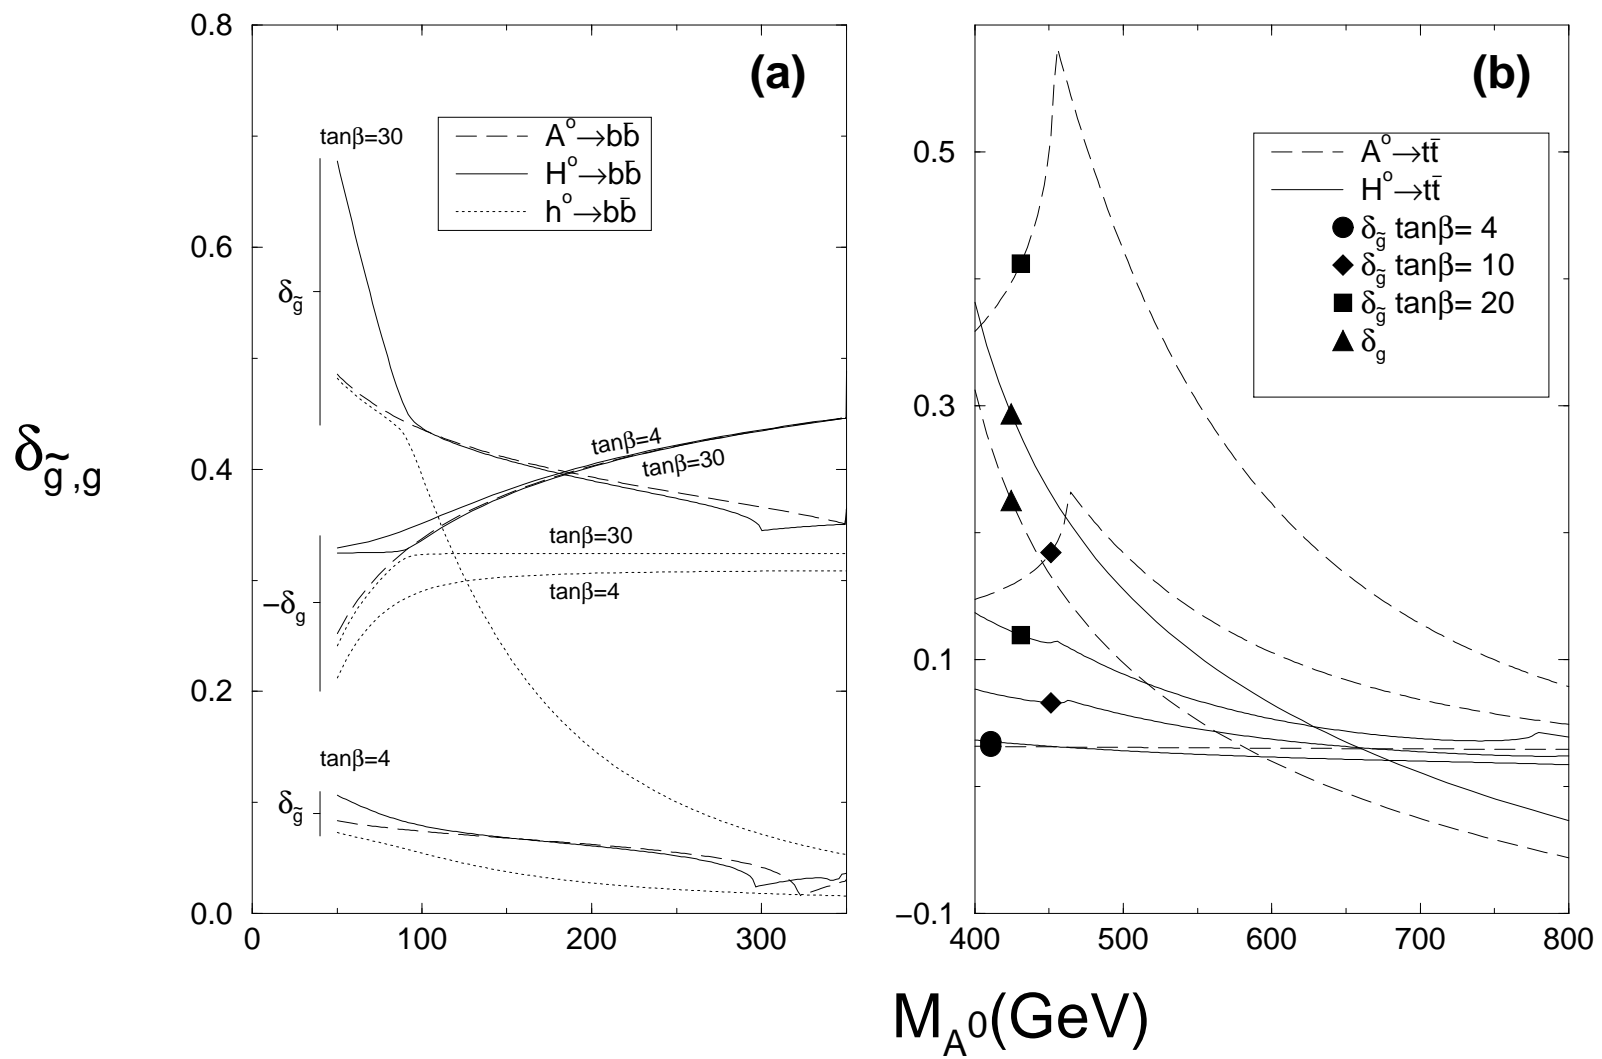 (a)
(b)
0.8
0.6
0.4
0.2
0.0
0
100
200
300
δg̃,g
tanβ=30
A°→bb̄
H°→bb̄
h°→bb̄
δg̃
tanβ=4
tanβ=30
tanβ=30
−δg
tanβ=4
tanβ=4
δg̃
0.5
0.3
0.1
−0.1
400
500
600
700
800
A°→tt̄
H°→tt̄
δg̃ tanβ= 4
δg̃ tanβ= 10
δg̃ tanβ= 20
δg
MA0(GeV)